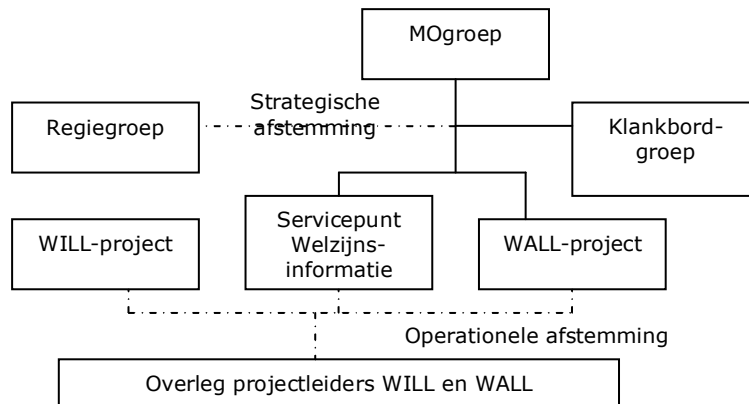 MOgroep
Strategische
afstemming
Regiegroep
Klankbord-
groep
WILL-project
Servicepunt
Welzijns-
informatie
WALL-project
Operationele afstemming
Overleg projectleiders WILL en WALL